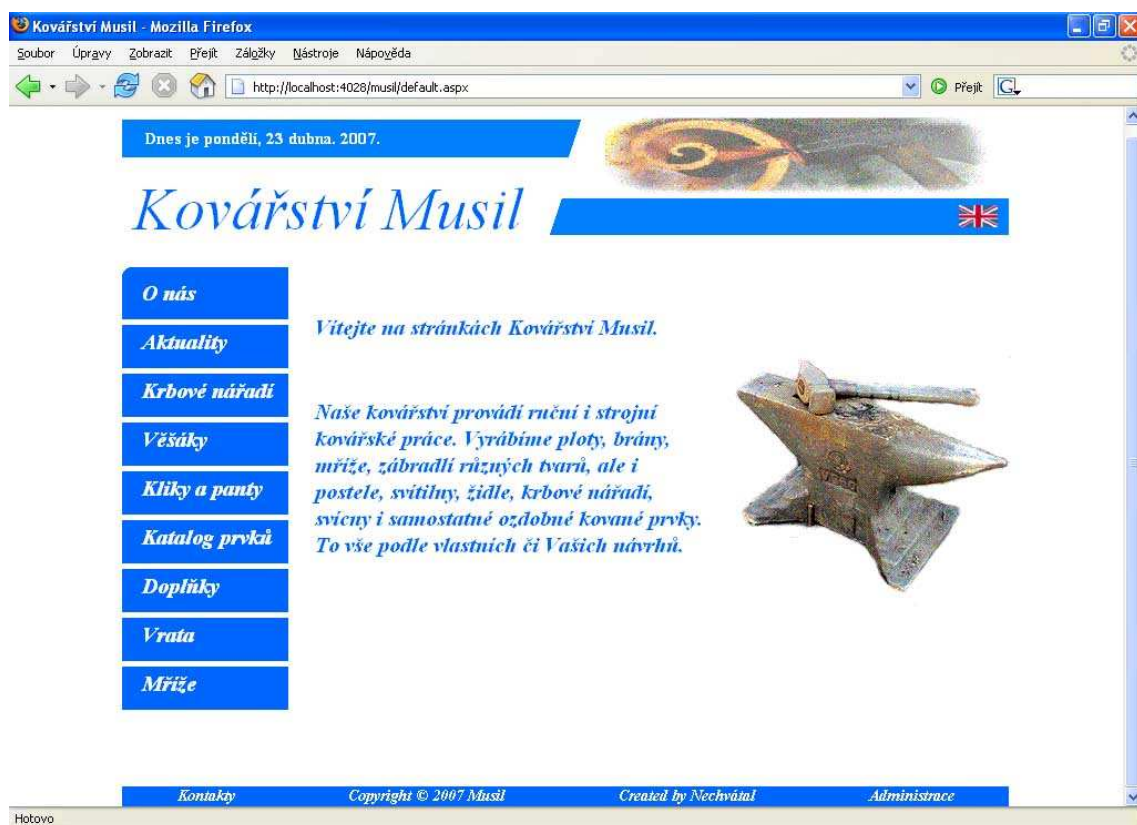 Kovářství Musil - Mozilla Firefox
Soubor Úpravy Zobrazit Přejít Záložky Nástroje Nápověda
http://localhost:4028/musil/default.aspx Přejít G
Dnes je pondělí, 23 dubna. 2007.
Kovářství Musil
O nás
Aktuality
Krbové nářadí
Věšáky
Kliky a panty
Katalog prvků
Doplňky
Vrata
Mříže
Vítejte na stránkách Kovářství Musil.
Naše kovářství provádí ruční i strojní
kovářské práce. Vyrábíme ploty, brány,
mříže, zábradlí různých tvarů, ale i
postele, svítilny, židle, krbové nářadí,
svícny i samostatné ozdobné kované prvky.
To vše podle vlastních či Vašich návrhů.
Kontakty Copyright © 2007 Musil Created by Nechvátal Administrace
Hotovo